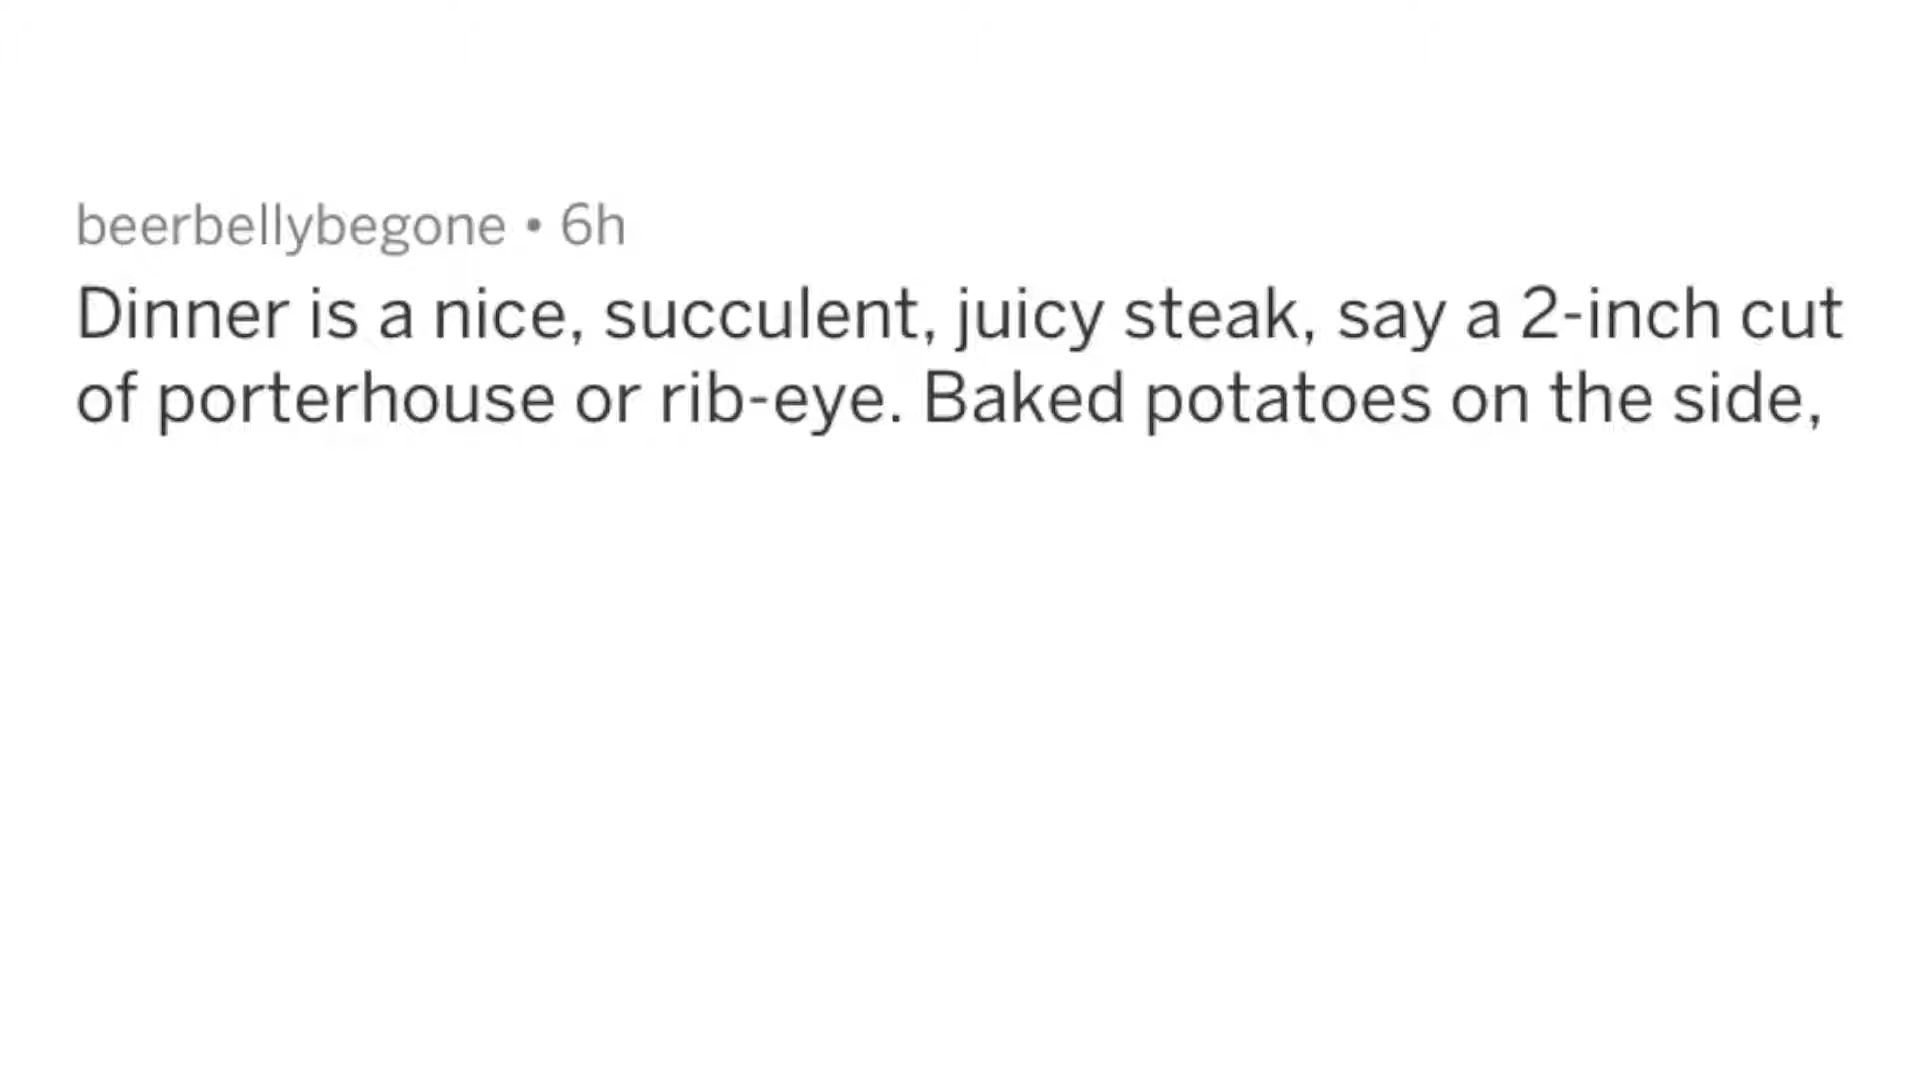 beerbellybegone • 6h
Dinner is a nice, succulent, juicy steak, say a 2-inch cut
of porterhouse or rib-eye. Baked potatoes on the side,